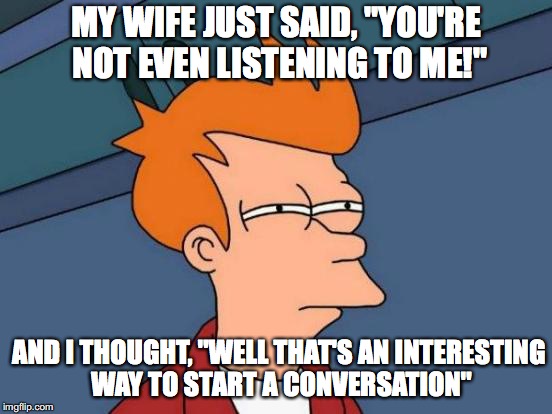 MY WIFE JUST SAID, "YOU'RE
NOT EVEN LISTENING TO ME!"
AND I THOUGHT, "WELL THAT'S AN INTERESTING
WAY TO START A CONVERSATION"
imgflip.com